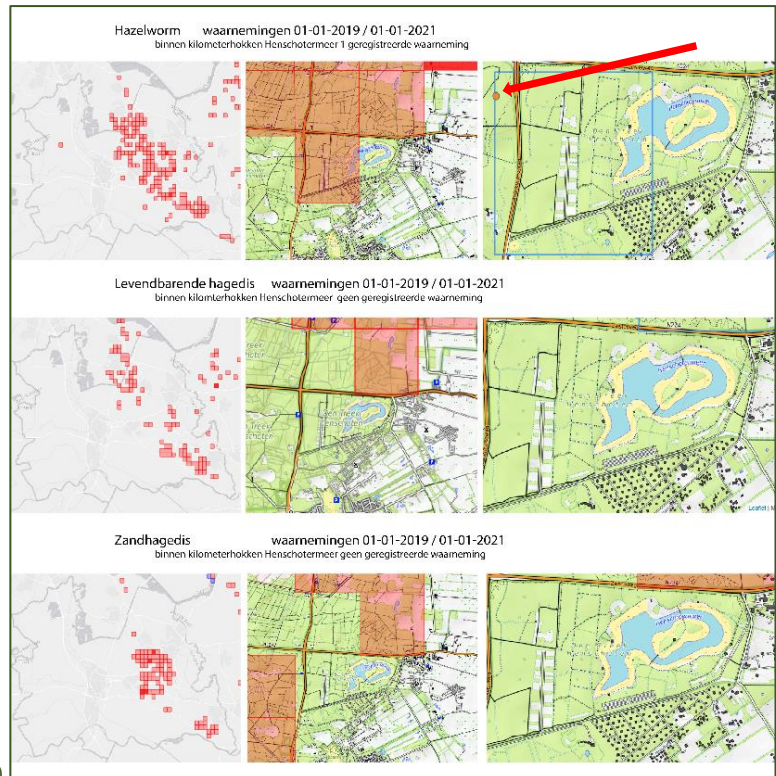 Hazelworm waarnemingen 01-01-2019 / 01-01-2021
binnen kilometerhokken Henschotermeer 1 geregistreerde waarneming
Levendbarende hagedis waarnemingen 01-01-2019 / 01-01-2021
binnen kilomterhokken Henschotermeer geen geregistreerde waarneming
Leaflet
Zandhagedis waarnemingen 01-01-2019 / 01-01-2021
binnen kilometerhokken Henschotermeer geen geregistreerde waarneming